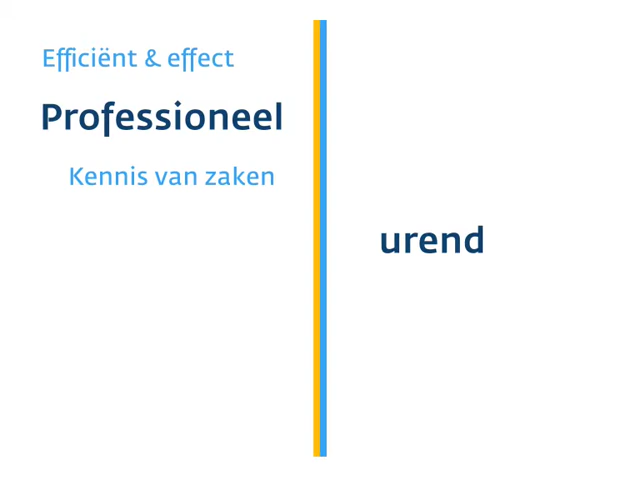 Efficiënt & effect
Professioneel
Kennis van zaken
urend